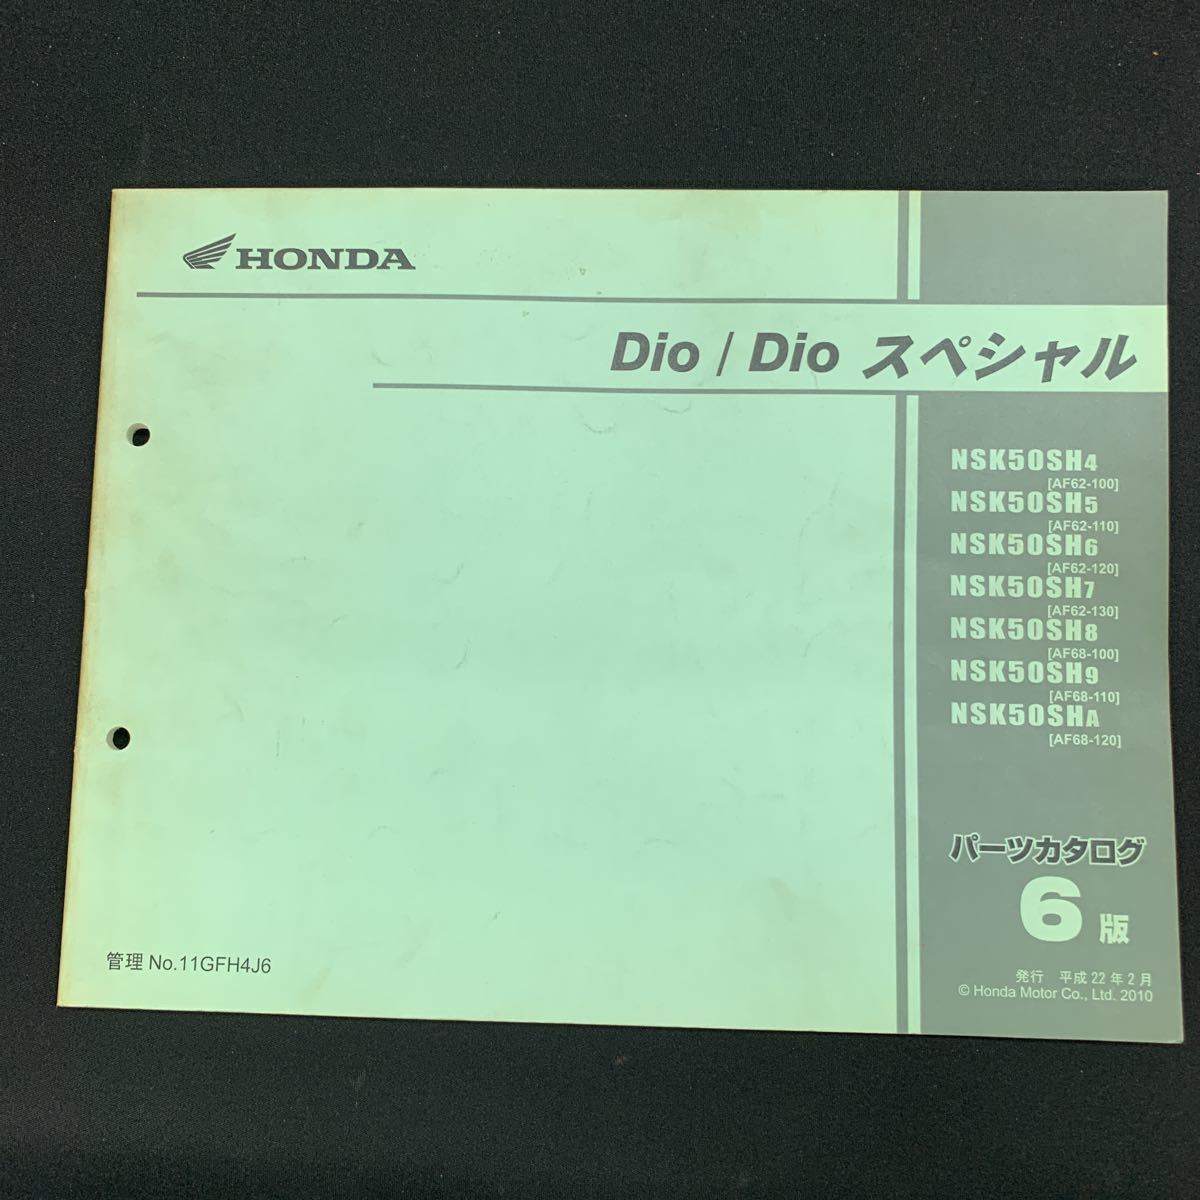 HONDA
Dio / Dio スペシャル
NSK50SH4
[AF62-100]
NSK50SH5
[AF62-110]
NSK50SH6
[AF62-120]
NSK50SH7
[AF62-130]
NSK50SH8
[AF68-100]
NSK50SH9
[AF68-110]
NSK50SHA
[AF68-120]
パーツカタログ
6 版
管理 No.11GFH4J6
発行 平成 22 年 2 月
© Honda Motor Co., Ltd. 2010